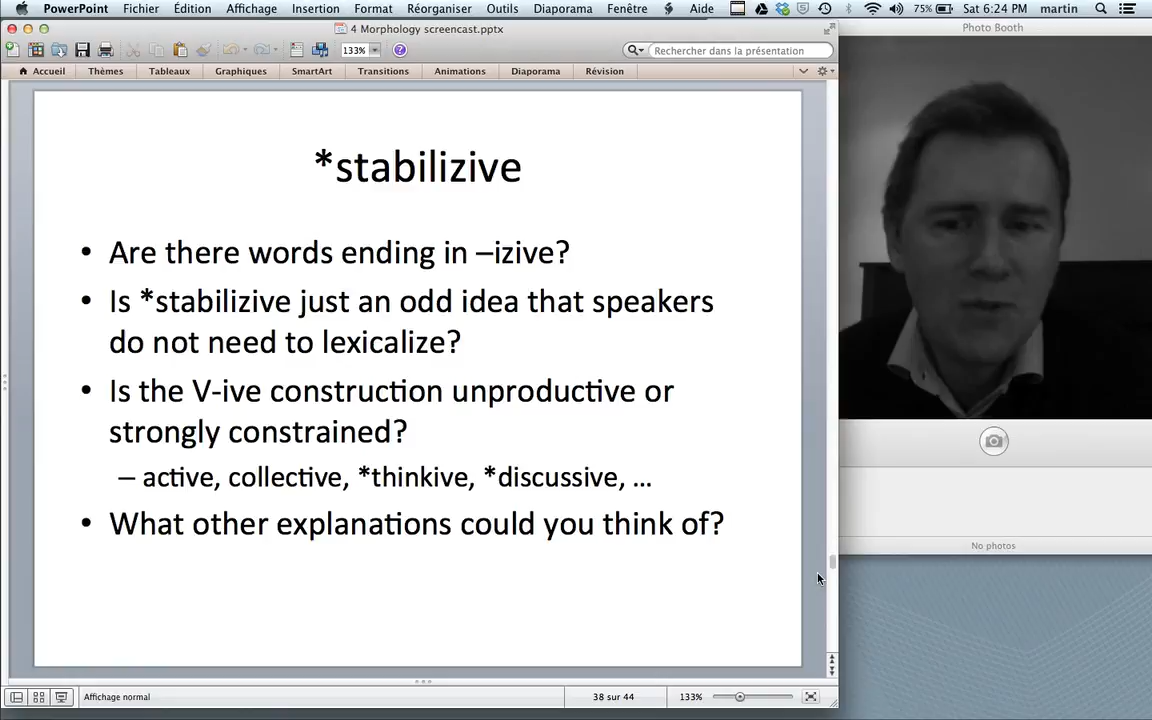 PowerPoint Fichier Édition Affichage Insertion Format Réorganiser Outils Diaporama Fenêtre Aide 75% Sat 6:24 PM martin
4 Morphology screencast.pptx
133% Rechercher dans la présentation
Accueil Thèmes Tableaux Graphiques SmartArt Transitions Animations Diaporama Révision
*stabilizive
• Are there words ending in –izive?
• Is *stabilizive just an odd idea that speakers
do not need to lexicalize?
• Is the V-ive construction unproductive or
strongly constrained?
– active, collective, *thinkive, *discussive, ...
• What other explanations could you think of?
Affichage normal 38 sur 44 133%
Photo Booth
No photos